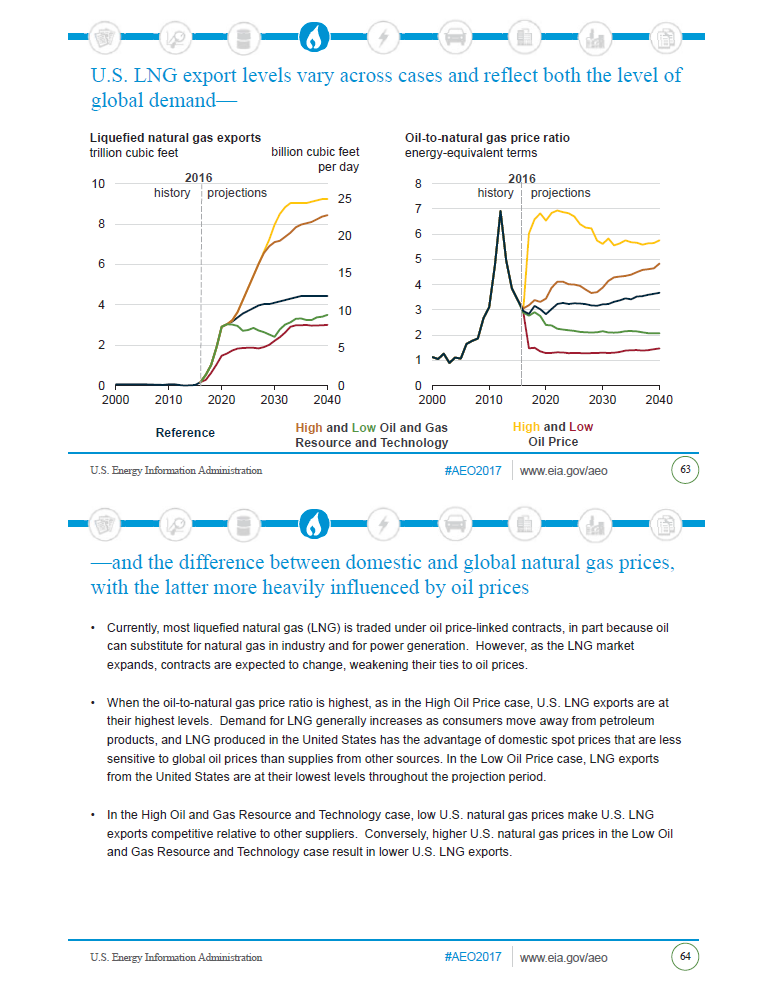 U.S. LNG export levels vary across cases and reflect both the level of
global demand—
Liquefied natural gas exports
trillion cubic feet
billion cubic feet
per day
2016
history
projections
10
8
6
4
2
0
25
20
15
10
5
0
2000
2010
2020
2030
2040
Oil-to-natural gas price ratio
energy-equivalent terms
2016
history
projections
8
7
6
5
4
3
2
1
0
2000
2010
2020
2030
2040
Reference
High and Low Oil and Gas
Resource and Technology
High and Low
Oil Price
U.S. Energy Information Administration
#AEO2017
www.eia.gov/aeo
63
—and the difference between domestic and global natural gas prices,
with the latter more heavily influenced by oil prices
• Currently, most liquefied natural gas (LNG) is traded under oil price-linked contracts, in part because oil
can substitute for natural gas in industry and for power generation. However, as the LNG market
expands, contracts are expected to change, weakening their ties to oil prices.
• When the oil-to-natural gas price ratio is highest, as in the High Oil Price case, U.S. LNG exports are at
their highest levels. Demand for LNG generally increases as consumers move away from petroleum
products, and LNG produced in the United States has the advantage of domestic spot prices that are less
sensitive to global oil prices than supplies from other sources. In the Low Oil Price case, LNG exports
from the United States are at their lowest levels throughout the projection period.
• In the High Oil and Gas Resource and Technology case, low U.S. natural gas prices make U.S. LNG
exports competitive relative to other suppliers. Conversely, higher U.S. natural gas prices in the Low Oil
and Gas Resource and Technology case result in lower U.S. LNG exports.
U.S. Energy Information Administration
#AEO2017
www.eia.gov/aeo
64